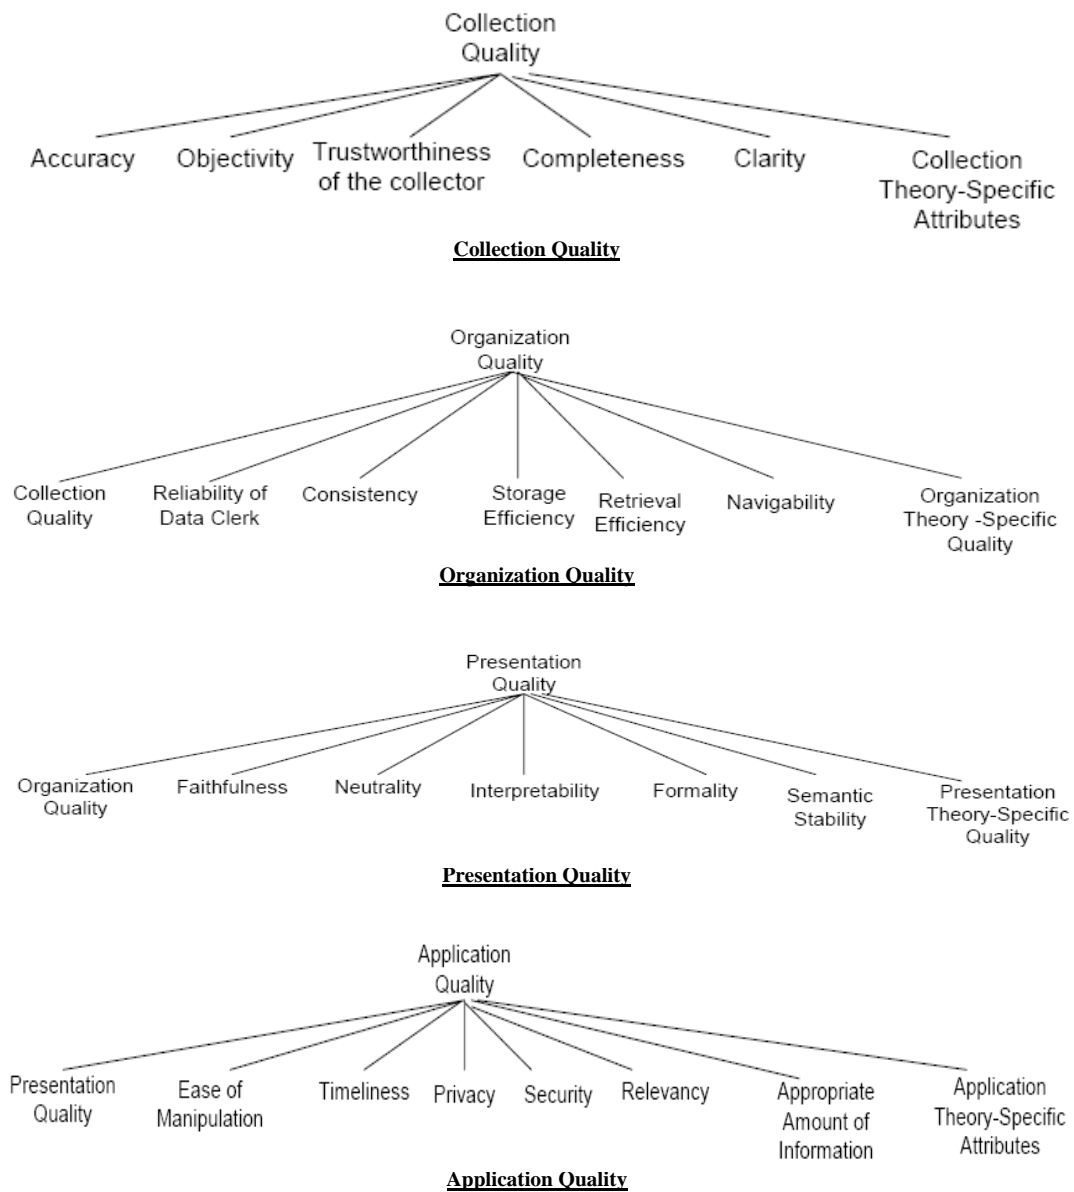 Collection
Quality
Accuracy
Objectivity
Trustworthiness
of the collector
Completeness
Clarity
Collection
Theory-Specific
Attributes
Collection Quality
Organization
Quality
Collection
Quality
Reliability of
Data Clerk
Consistency
Storage
Efficiency
Retrieval
Efficiency
Navigability
Organization
Theory -Specific
Quality
Organization Quality
Presentation
Quality
Organization
Quality
Faithfulness
Neutrality
Interpretability
Formality
Semantic
Stability
Presentation
Theory-Specific
Quality
Presentation Quality
Application
Quality
Presentation
Quality
Ease of
Manipulation
Timeliness
Privacy
Security
Relevancy
Appropriate
Amount of
Information
Application
Theory-Specific
Attributes
Application Quality